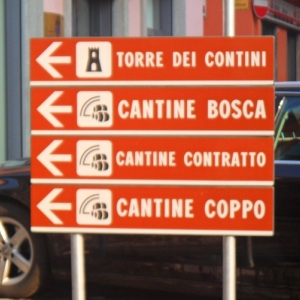 TORRE DEI CONTINI
CANTINE BOSCA
CANTINE CONTRATTO
CANTINE COPPO